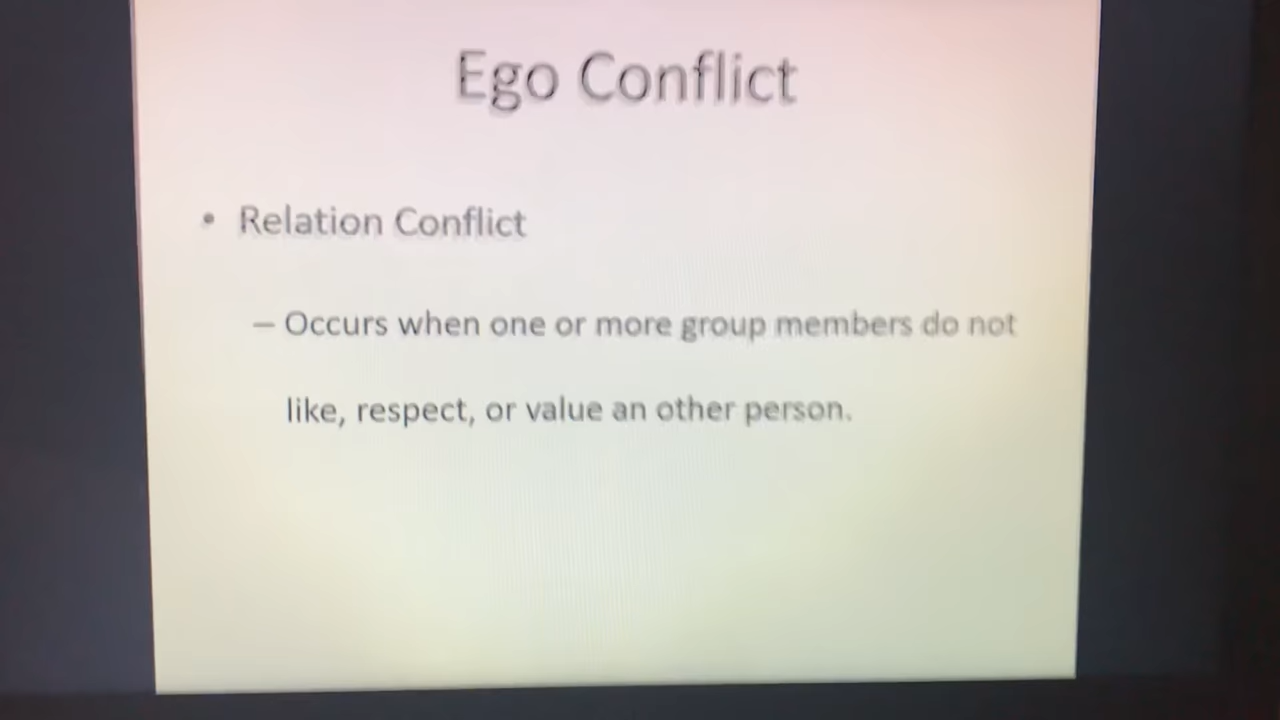 Ego Conflict
• Relation Conflict
– Occurs when one or more group members do not
like, respect, or value an other person.